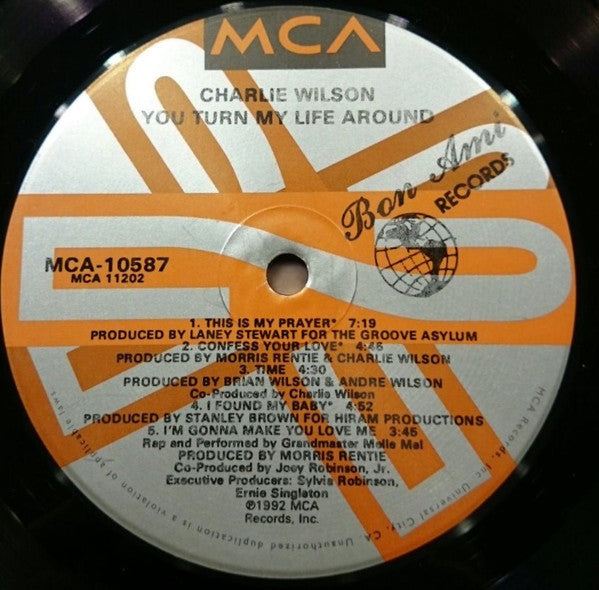 MCA
CHARLIE WILSON
YOU TURN MY LIFE AROUND
Bon Ami
RECORDS
MCA-10587
MCA 11202
1. THIS IS MY PRAYER* 7:19
PRODUCED BY LANEY STEWART FOR THE GROOVE ASYLUM
2. CONFESS YOUR LOVE* 4:46
PRODUCED BY MORRIS RENTIE & CHARLIE WILSON
3. TIME 4:30
PRODUCED BY BRIAN WILSON & ANDRE WILSON
Co-Produced by Charlie Wilson
4. I FOUND MY BABY* 4:52
PRODUCED BY STANLEY BROWN FOR HIRAM PRODUCTIONS
5. I'M GONNA MAKE YOU LOVE ME 3:45
Rap and Performed by Grandmaster Melle Mel
PRODUCED BY MORRIS RENTIE
Co-Produced by Joey Robinson, Jr.
Executive Producers: Sylvia Robinson,
Ernie Singleton
℗1992 MCA
Records, Inc.
MCA Records, Inc. Universal City, CA Unauthorized duplication is a violation of applicable laws